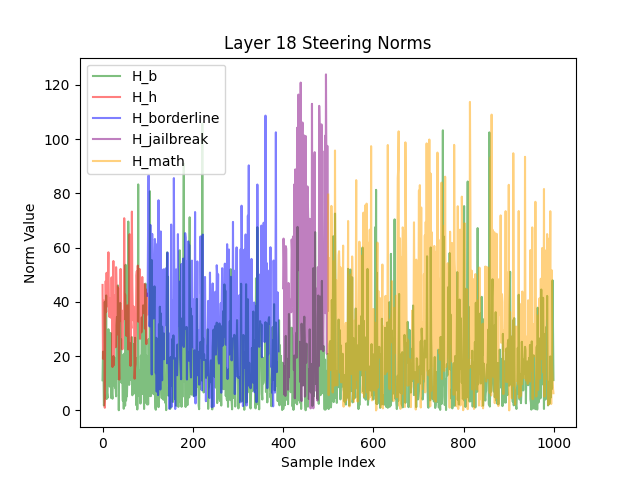 Layer 18 Steering Norms
H_b
H_h
H_borderline
H_jailbreak
H_math
Norm Value
120
100
80
60
40
20
0
0 200 400 600 800 1000
Sample Index